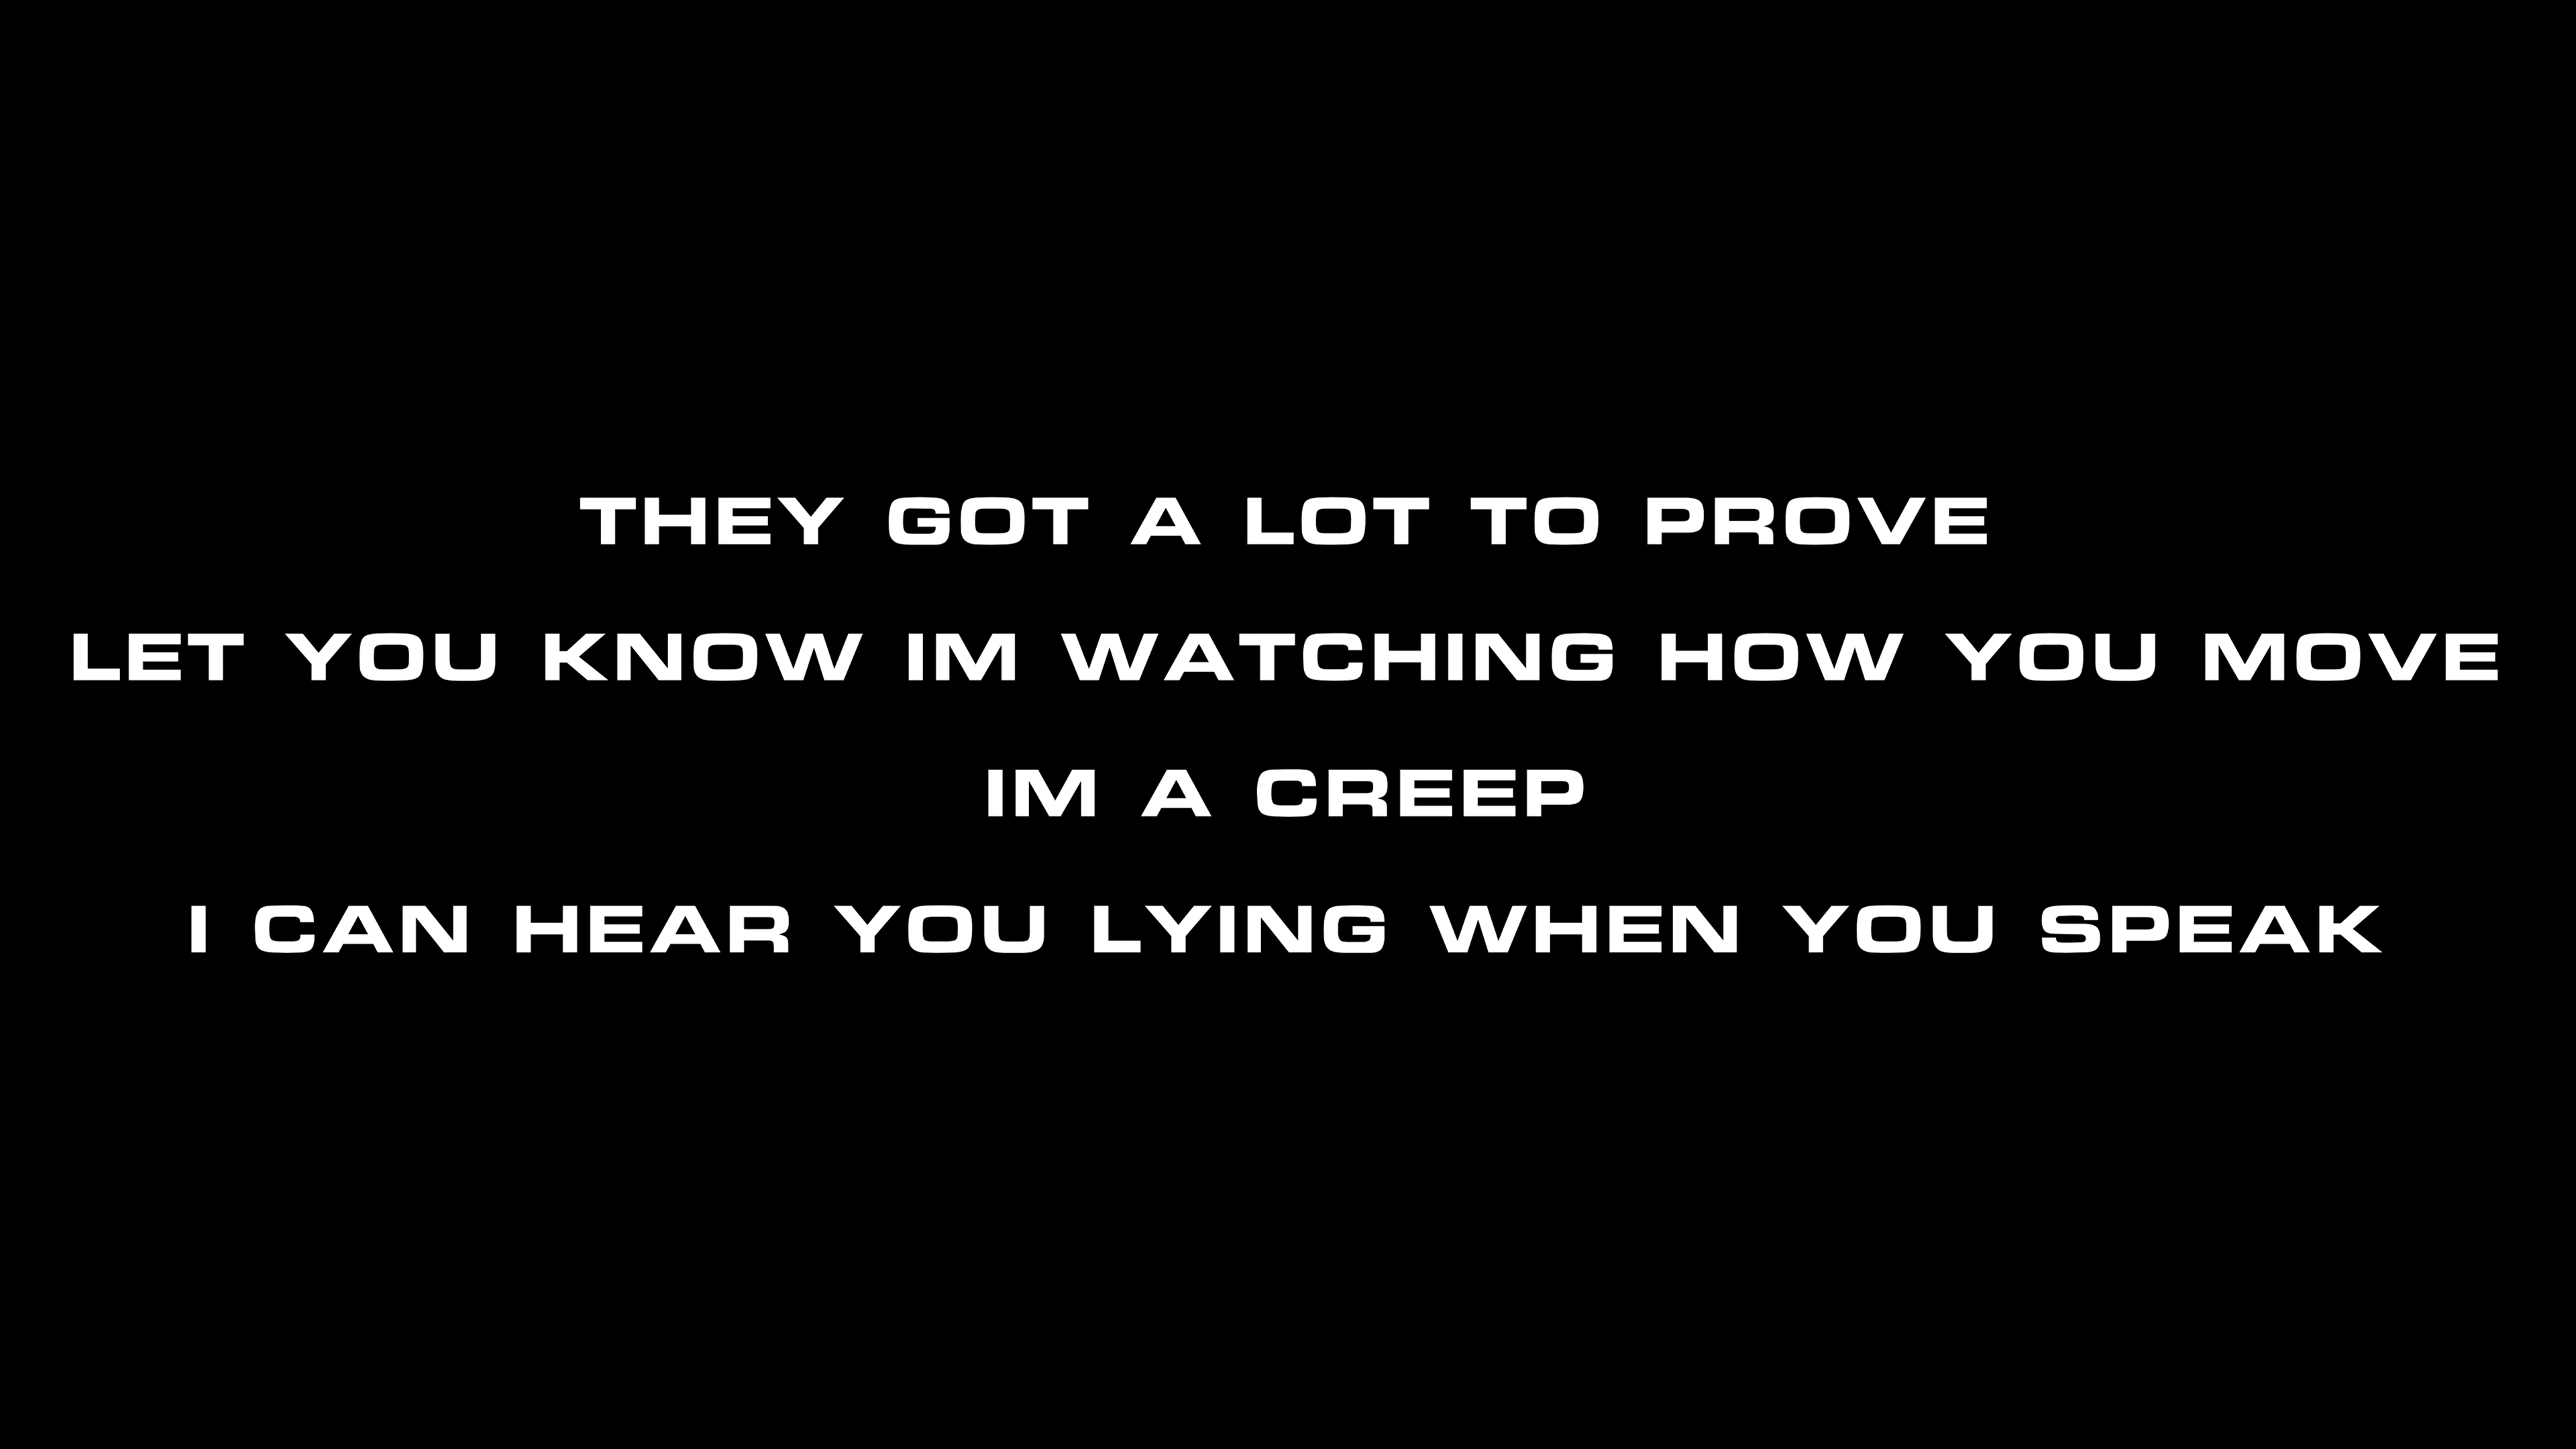 THEY GOT A LOT TO PROVE
LET YOU KNOW IM WATCHING HOW YOU MOVE
IM A CREEP
I CAN HEAR YOU LYING WHEN YOU SPEAK